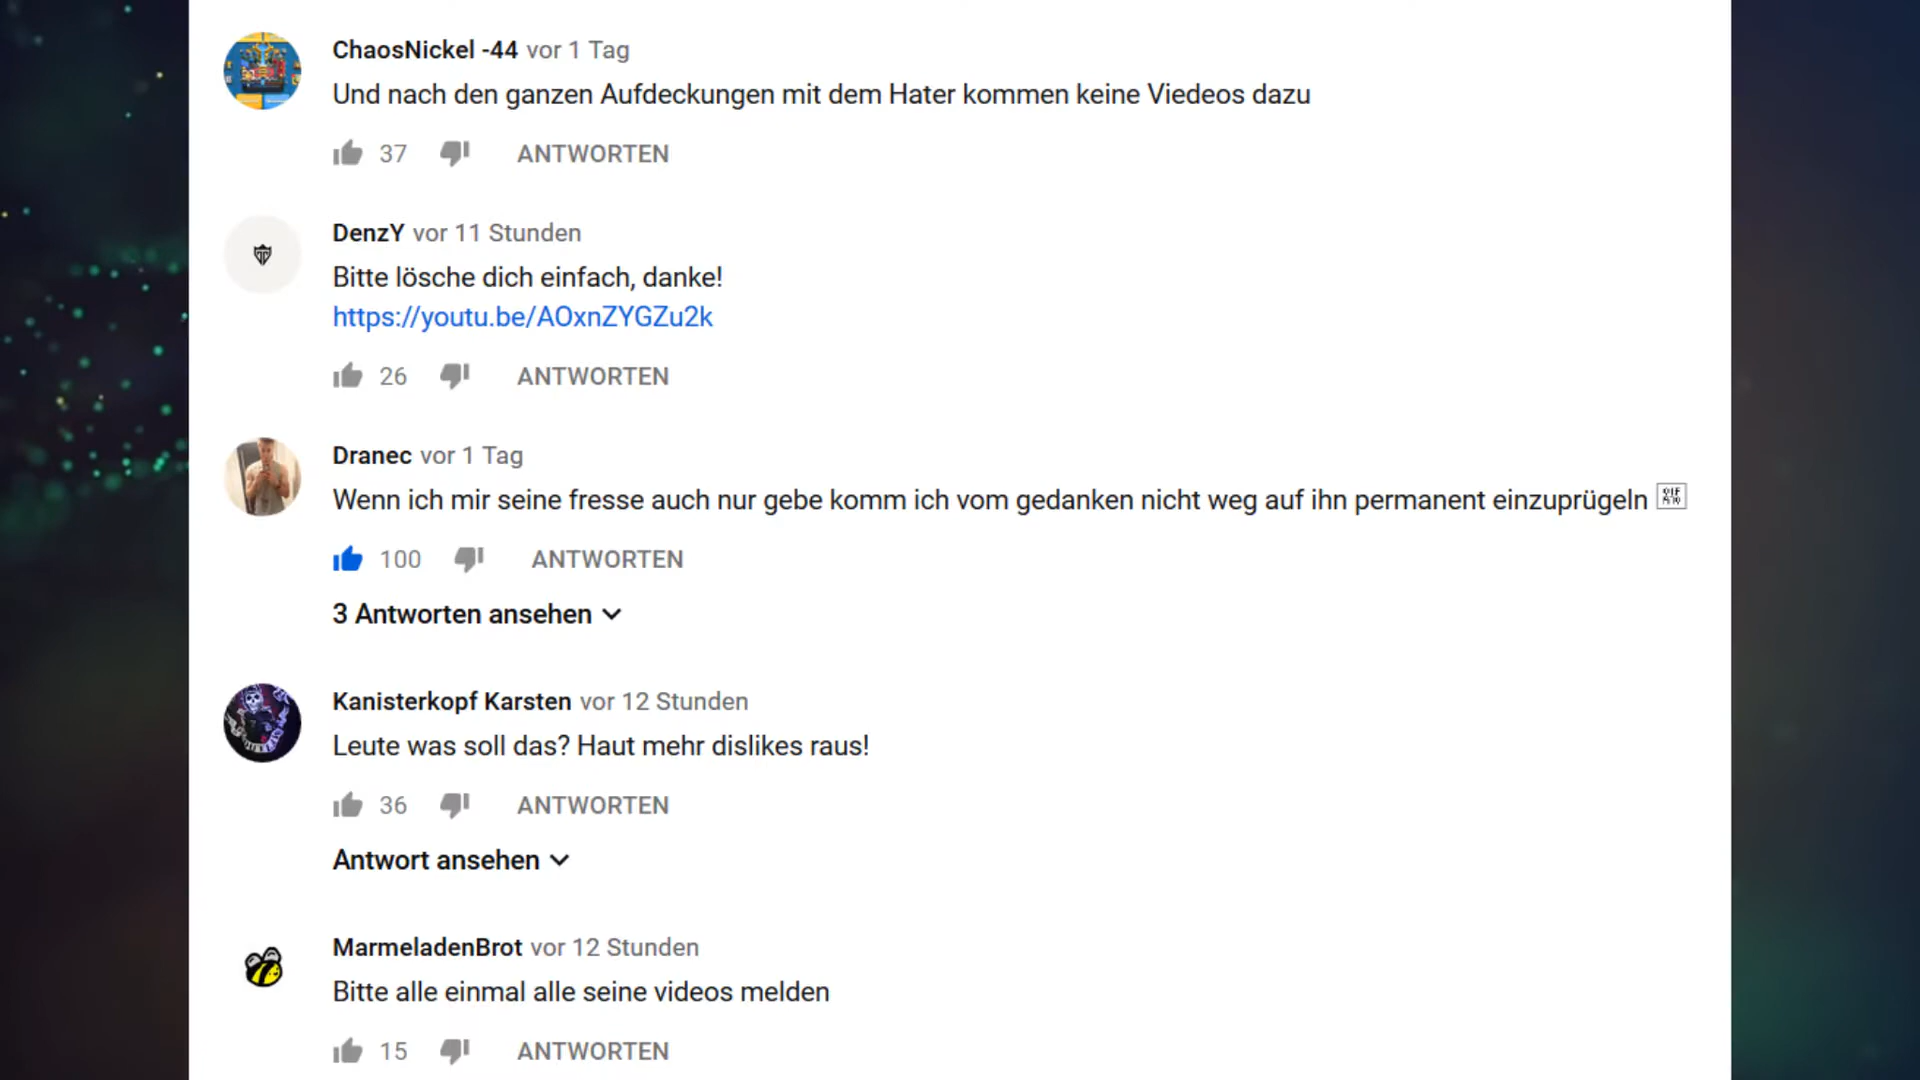 ChaosNickel -44 vor 1 Tag
Und nach den ganzen Aufdeckungen mit dem Hater kommen keine Viedeos dazu
37 ANTWORTEN
DenzY vor 11 Stunden
Bitte lösche dich einfach, danke!
https://youtu.be/AOxnZYGZu2k
26 ANTWORTEN
Dranec vor 1 Tag
Wenn ich mir seine fresse auch nur gebe komm ich vom gedanken nicht weg auf ihn permanent einzuprügeln
100 ANTWORTEN
3 Antworten ansehen
Kanisterkopf Karsten vor 12 Stunden
Leute was soll das? Haut mehr dislikes raus!
36 ANTWORTEN
Antwort ansehen
MarmeladenBrot vor 12 Stunden
Bitte alle einmal alle seine videos melden
15 ANTWORTEN